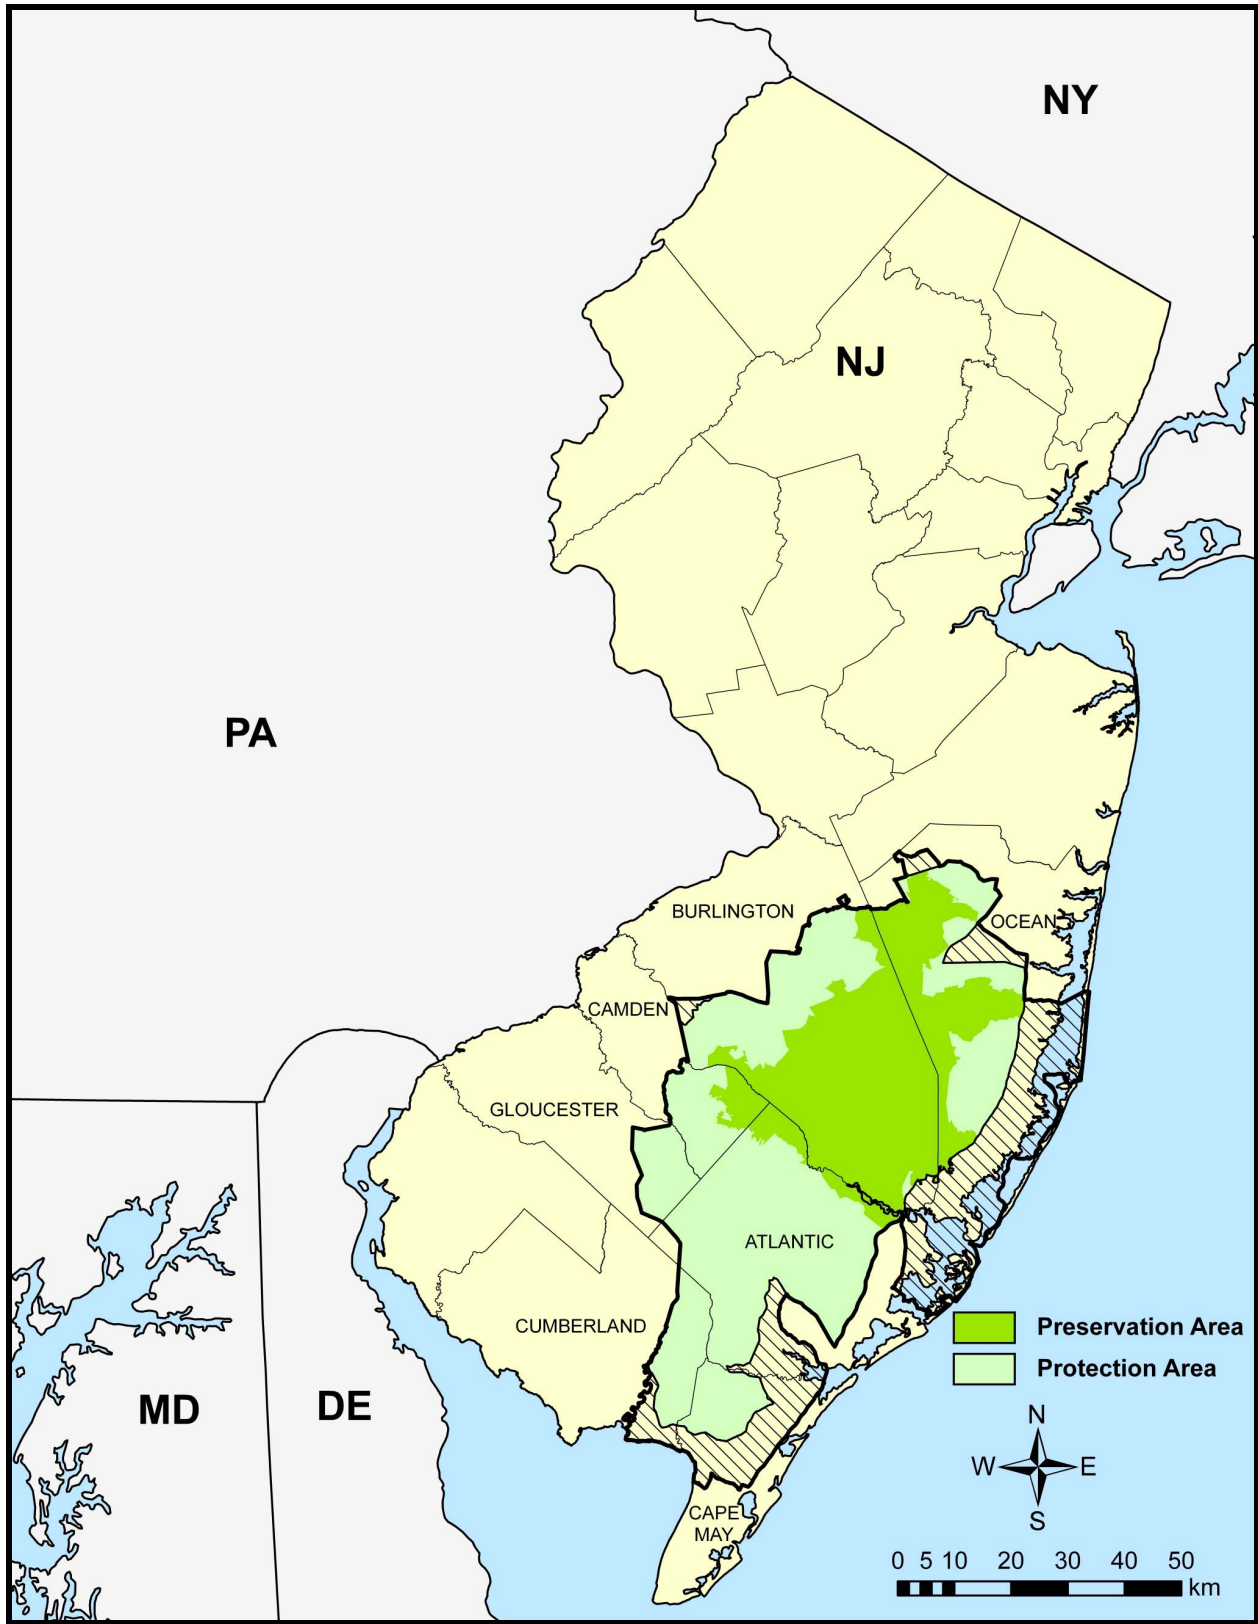 NY
NJ
PA
BURLINGTON
OCEAN
CAMDEN
GLOUCESTER
ATLANTIC
CUMBERLAND
Preservation Area
Protection Area
MD
DE
N
W E
S
CAPE
MAY
0 5 10 20 30 40 50
km